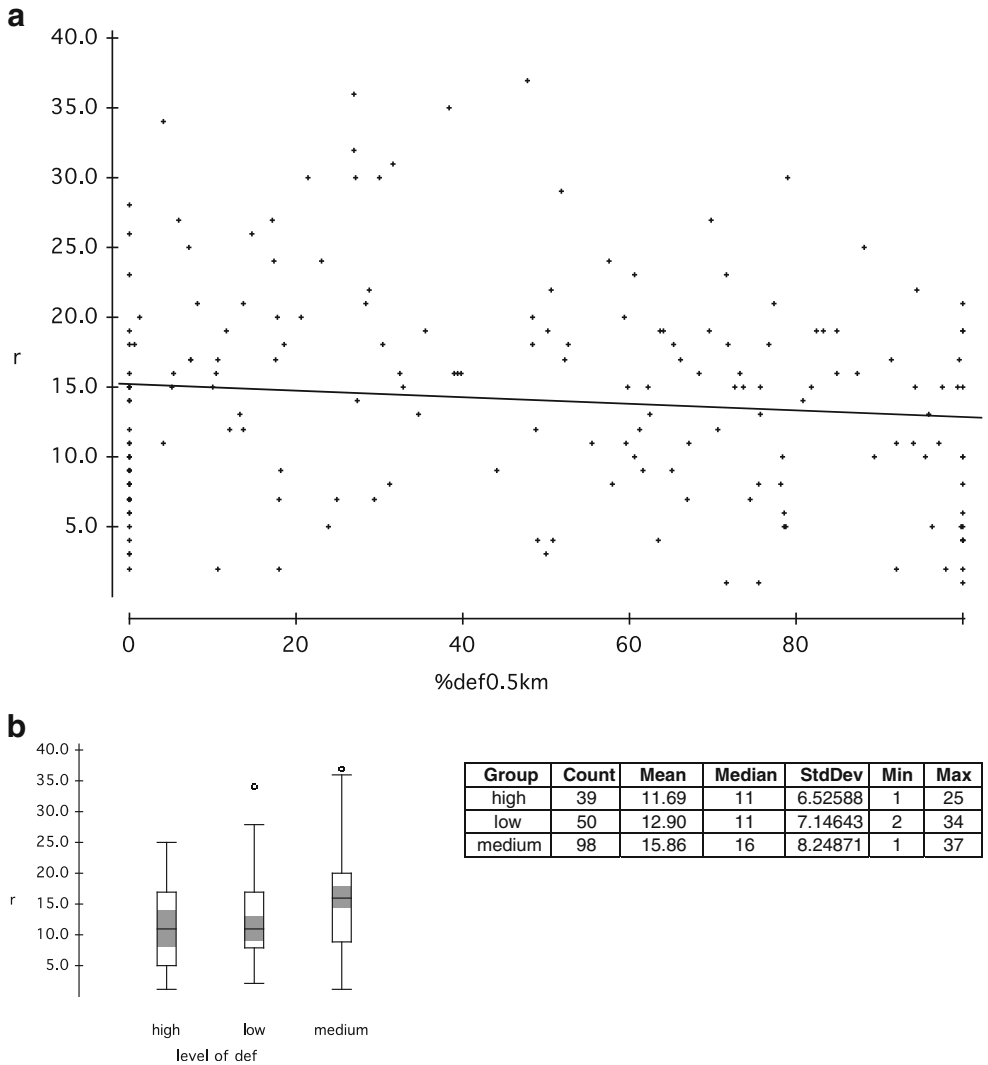 a
40.0
35.0
30.0
25.0
20.0
r
15.0
10.0
5.0
0 20 40 60 80
%def0.5km
b
40.0
35.0
30.0
25.0
20.0
r
15.0
10.0
5.0
high low medium
level of def
Group Count Mean Median StdDev Min Max
high 39 11.69 11 6.52588 1 25
low 50 12.90 11 7.14643 2 34
medium 98 15.86 16 8.24871 1 37